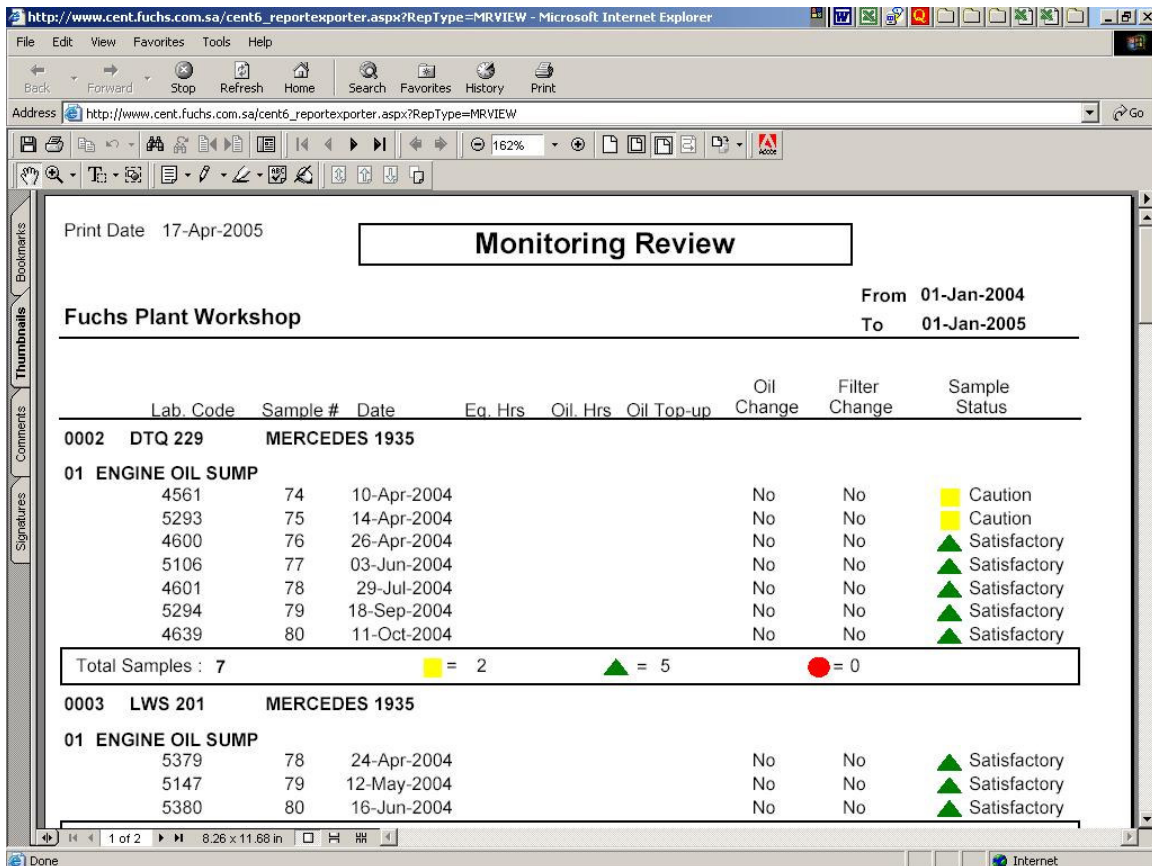 http://www.cent.fuchs.com.sa/cent6_reportexporter.aspx?RepType=MRVIEW - Microsoft Internet Explorer
File Edit View Favorites Tools Help
Back Forward Stop Refresh Home Search Favorites History Print
Address http://www.cent.fuchs.com.sa/cent6_reportexporter.aspx?RepType=MRVIEW Go
162% Adobe
Bookmarks
Thumbnails
Comments
Signatures
Print Date 17-Apr-2005
Monitoring Review
From 01-Jan-2004
Fuchs Plant Workshop
To 01-Jan-2005
Lab. Code Sample # Date Eq. Hrs Oil. Hrs Oil Top-up Oil Change Filter Change Sample Status
0002 DTQ 229 MERCEDES 1935
01 ENGINE OIL SUMP
4561 74 10-Apr-2004 No No Caution
5293 75 14-Apr-2004 No No Caution
4600 76 26-Apr-2004 No No Satisfactory
5106 77 03-Jun-2004 No No Satisfactory
4601 78 29-Jul-2004 No No Satisfactory
5294 79 18-Sep-2004 No No Satisfactory
4639 80 11-Oct-2004 No No Satisfactory
Total Samples : 7 = 2 = 5 = 0
0003 LWS 201 MERCEDES 1935
01 ENGINE OIL SUMP
5379 78 24-Apr-2004 No No Satisfactory
5147 79 12-May-2004 No No Satisfactory
5380 80 16-Jun-2004 No No Satisfactory
1 of 2 8.26 x 11.68 in
Done Internet